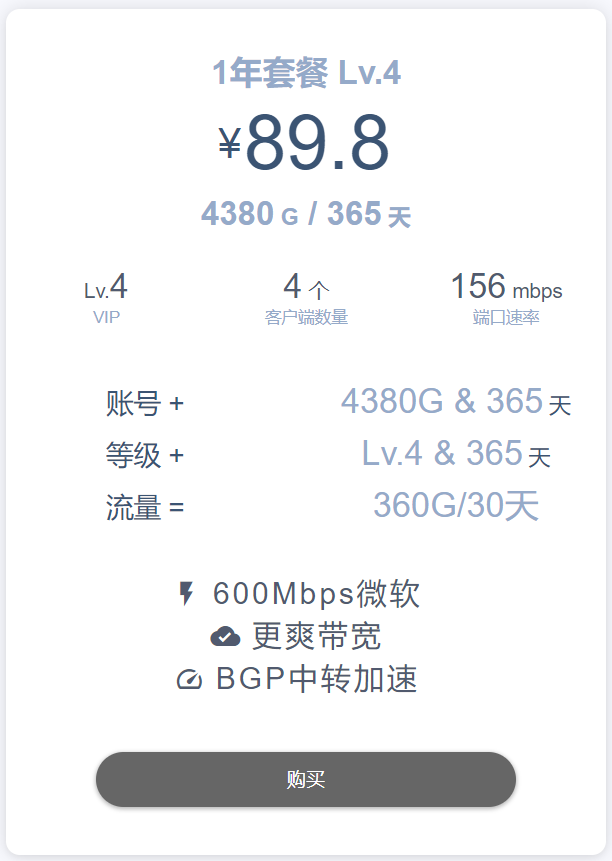 1年套餐 Lv.4
¥89.8
4380 G / 365 天
Lv.4 4 个 156 mbps
VIP 客户端数量 端口速率
账号 + 4380G & 365 天
等级 + Lv.4 & 365 天
流量 = 360G/30天
600Mbps微软
更爽带宽
BGP中转加速
购买